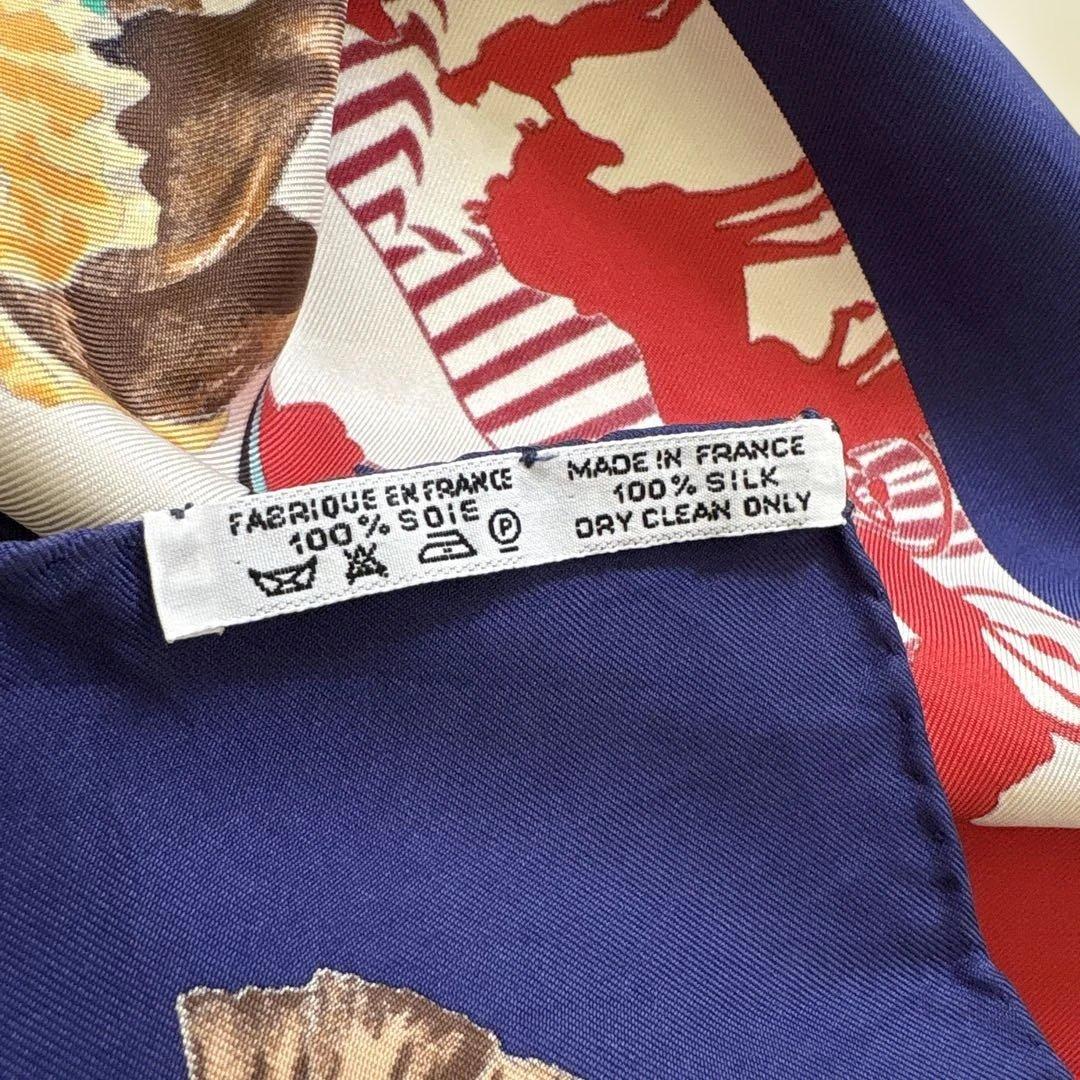 FABRIQUE EN FRANCE
100% SOIE
P
MADE IN FRANCE
100% SILK
DRY CLEAN ONLY